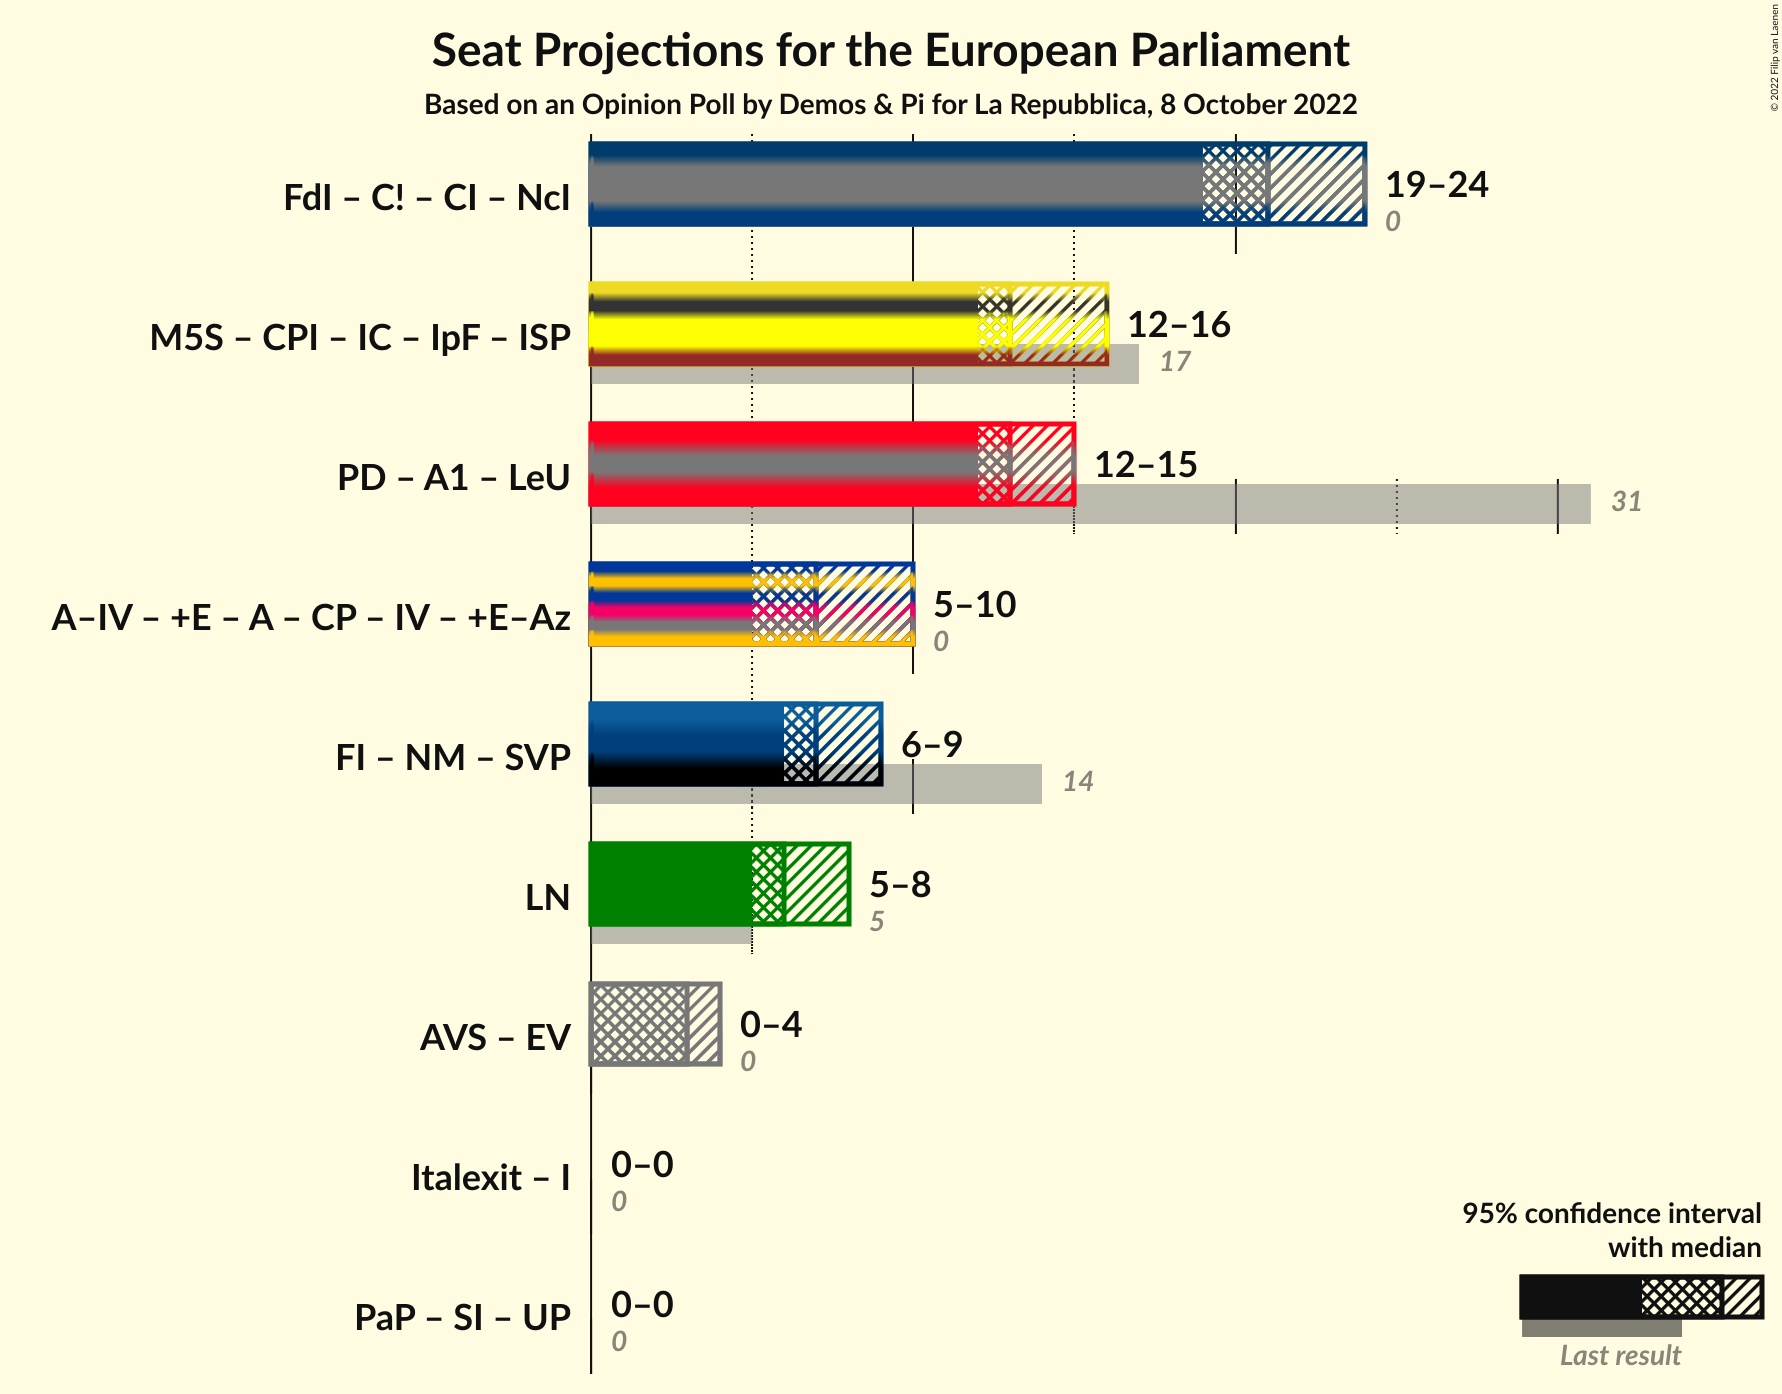 Seat Projections for the European Parliament
Based on an Opinion Poll by Demos & Pi for La Repubblica, 8 October 2022
© 2022 Filip van Laenen
FdI – C! – CI – NcI
19–24
0
M5S – CPI – IC – IpF – ISP
12–16
17
PD – A1 – LeU
12–15
31
A–IV – +E – A – CP – IV – +E–Az
5–10
0
FI – NM – SVP
6–9
14
LN
5–8
5
AVS – EV
0–4
0
Italexit – I
0–0
0
PaP – SI – UP
0–0
0
95% confidence interval
with median
Last result